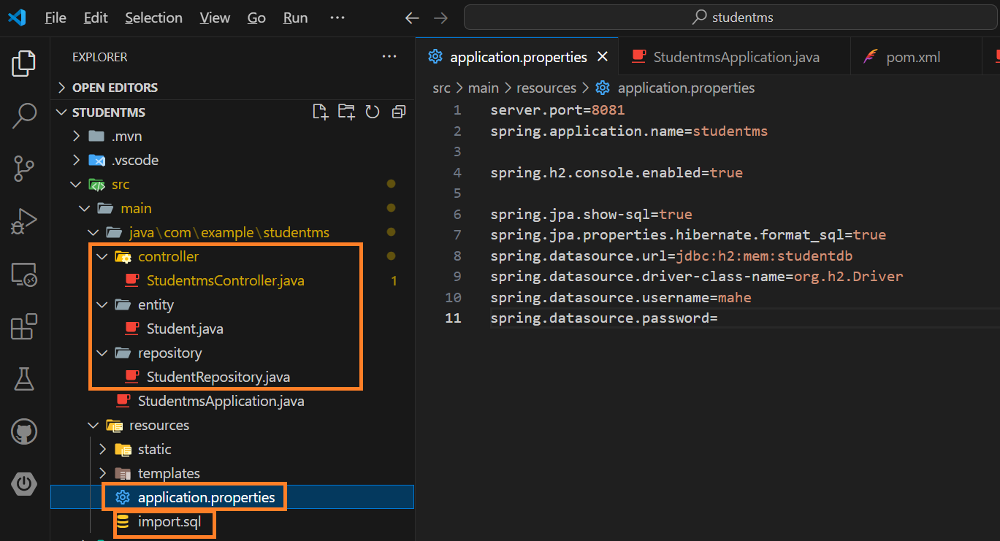 File Edit Selection View Go Run ···
studentms
EXPLORER ···
OPEN EDITORS
STUDENTMS
.mvn
.vscode
src
main
java\com\example\studentms
controller
StudentmsController.java 1
entity
Student.java
repository
StudentRepository.java
StudentmsApplication.java
resources
static
templates
application.properties
import.sql
application.properties StudentmsApplication.java pom.xml
src > main > resources > application.properties
1 server.port=8081
2 spring.application.name=studentms
3
4 spring.h2.console.enabled=true
5
6 spring.jpa.show-sql=true
7 spring.jpa.properties.hibernate.format_sql=true
8 spring.datasource.url=jdbc:h2:mem:studentdb
9 spring.datasource.driver-class-name=org.h2.Driver
10 spring.datasource.username=mahe
11 spring.datasource.password=